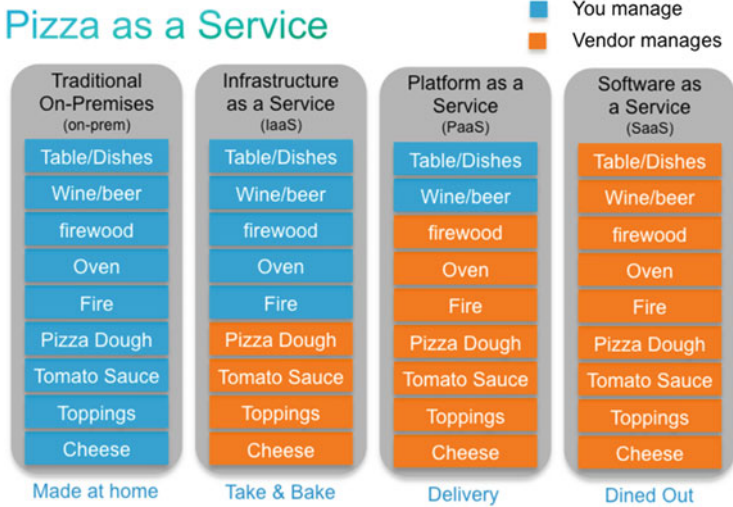 Pizza as a Service
You manage
Vendor manages
Traditional
On-Premises
(on-prem)
Table/Dishes
Wine/beer
firewood
Oven
Fire
Pizza Dough
Tomato Sauce
Toppings
Cheese
Made at home
Infrastructure
as a Service
(IaaS)
Table/Dishes
Wine/beer
firewood
Oven
Fire
Pizza Dough
Tomato Sauce
Toppings
Cheese
Take & Bake
Platform as a
Service
(PaaS)
Table/Dishes
Wine/beer
firewood
Oven
Fire
Pizza Dough
Tomato Sauce
Toppings
Cheese
Delivery
Software as
a Service
(SaaS)
Table/Dishes
Wine/beer
firewood
Oven
Fire
Pizza Dough
Tomato Sauce
Toppings
Cheese
Dined Out